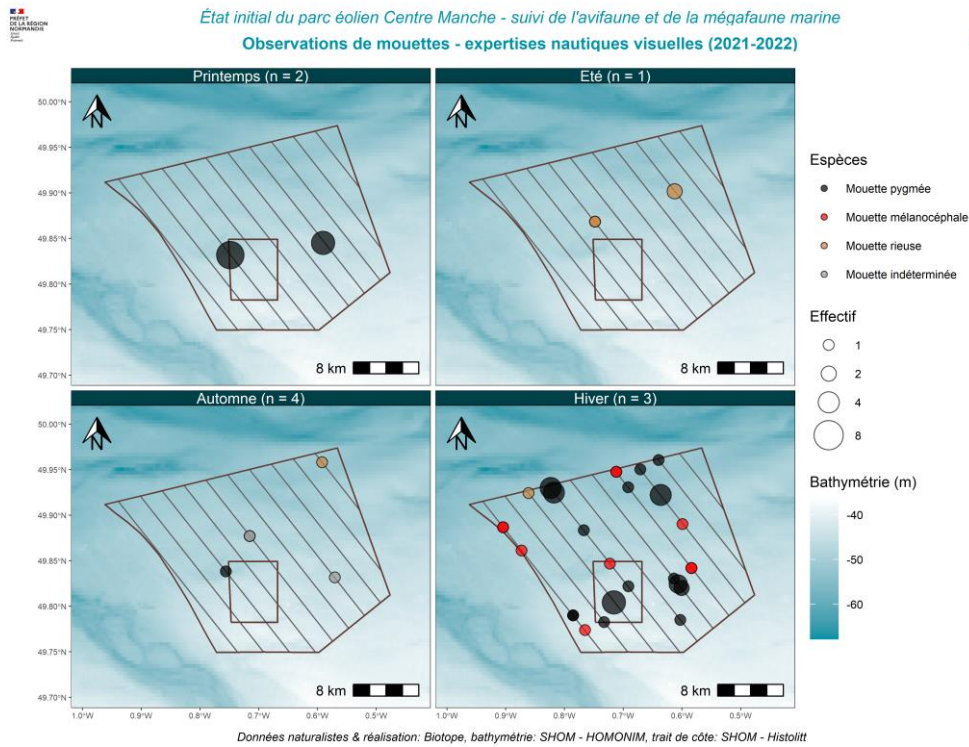 PRÉFET
DE LA RÉGION
NORMANDIE
État initial du parc éolien Centre Manche - suivi de l'avifaune et de la mégafaune marine
Observations de mouettes - expertises nautiques visuelles (2021-2022)
Printemps (n = 2)
Eté (n = 1)
50.00°N
49.95°N
49.90°N
49.85°N
49.80°N
49.75°N
49.70°N
N
8 km
N
8 km
Automne (n = 4)
Hiver (n = 3)
50.00°N
49.95°N
49.90°N
49.85°N
49.80°N
49.75°N
49.70°N
N
8 km
N
8 km
1.0°W 0.9°W 0.8°W 0.7°W 0.6°W
1.0°W 0.9°W 0.8°W 0.7°W 0.6°W
Espèces
Mouette pygmée
Mouette mélanocéphale
Mouette rieuse
Mouette indéterminée
Effectif
1
2
4
8
Bathymétrie (m)
-40
-50
-60
Données naturalistes & réalisation: Biotope, bathymétrie: SHOM - HOMONIM, trait de côte: SHOM - Histolitt